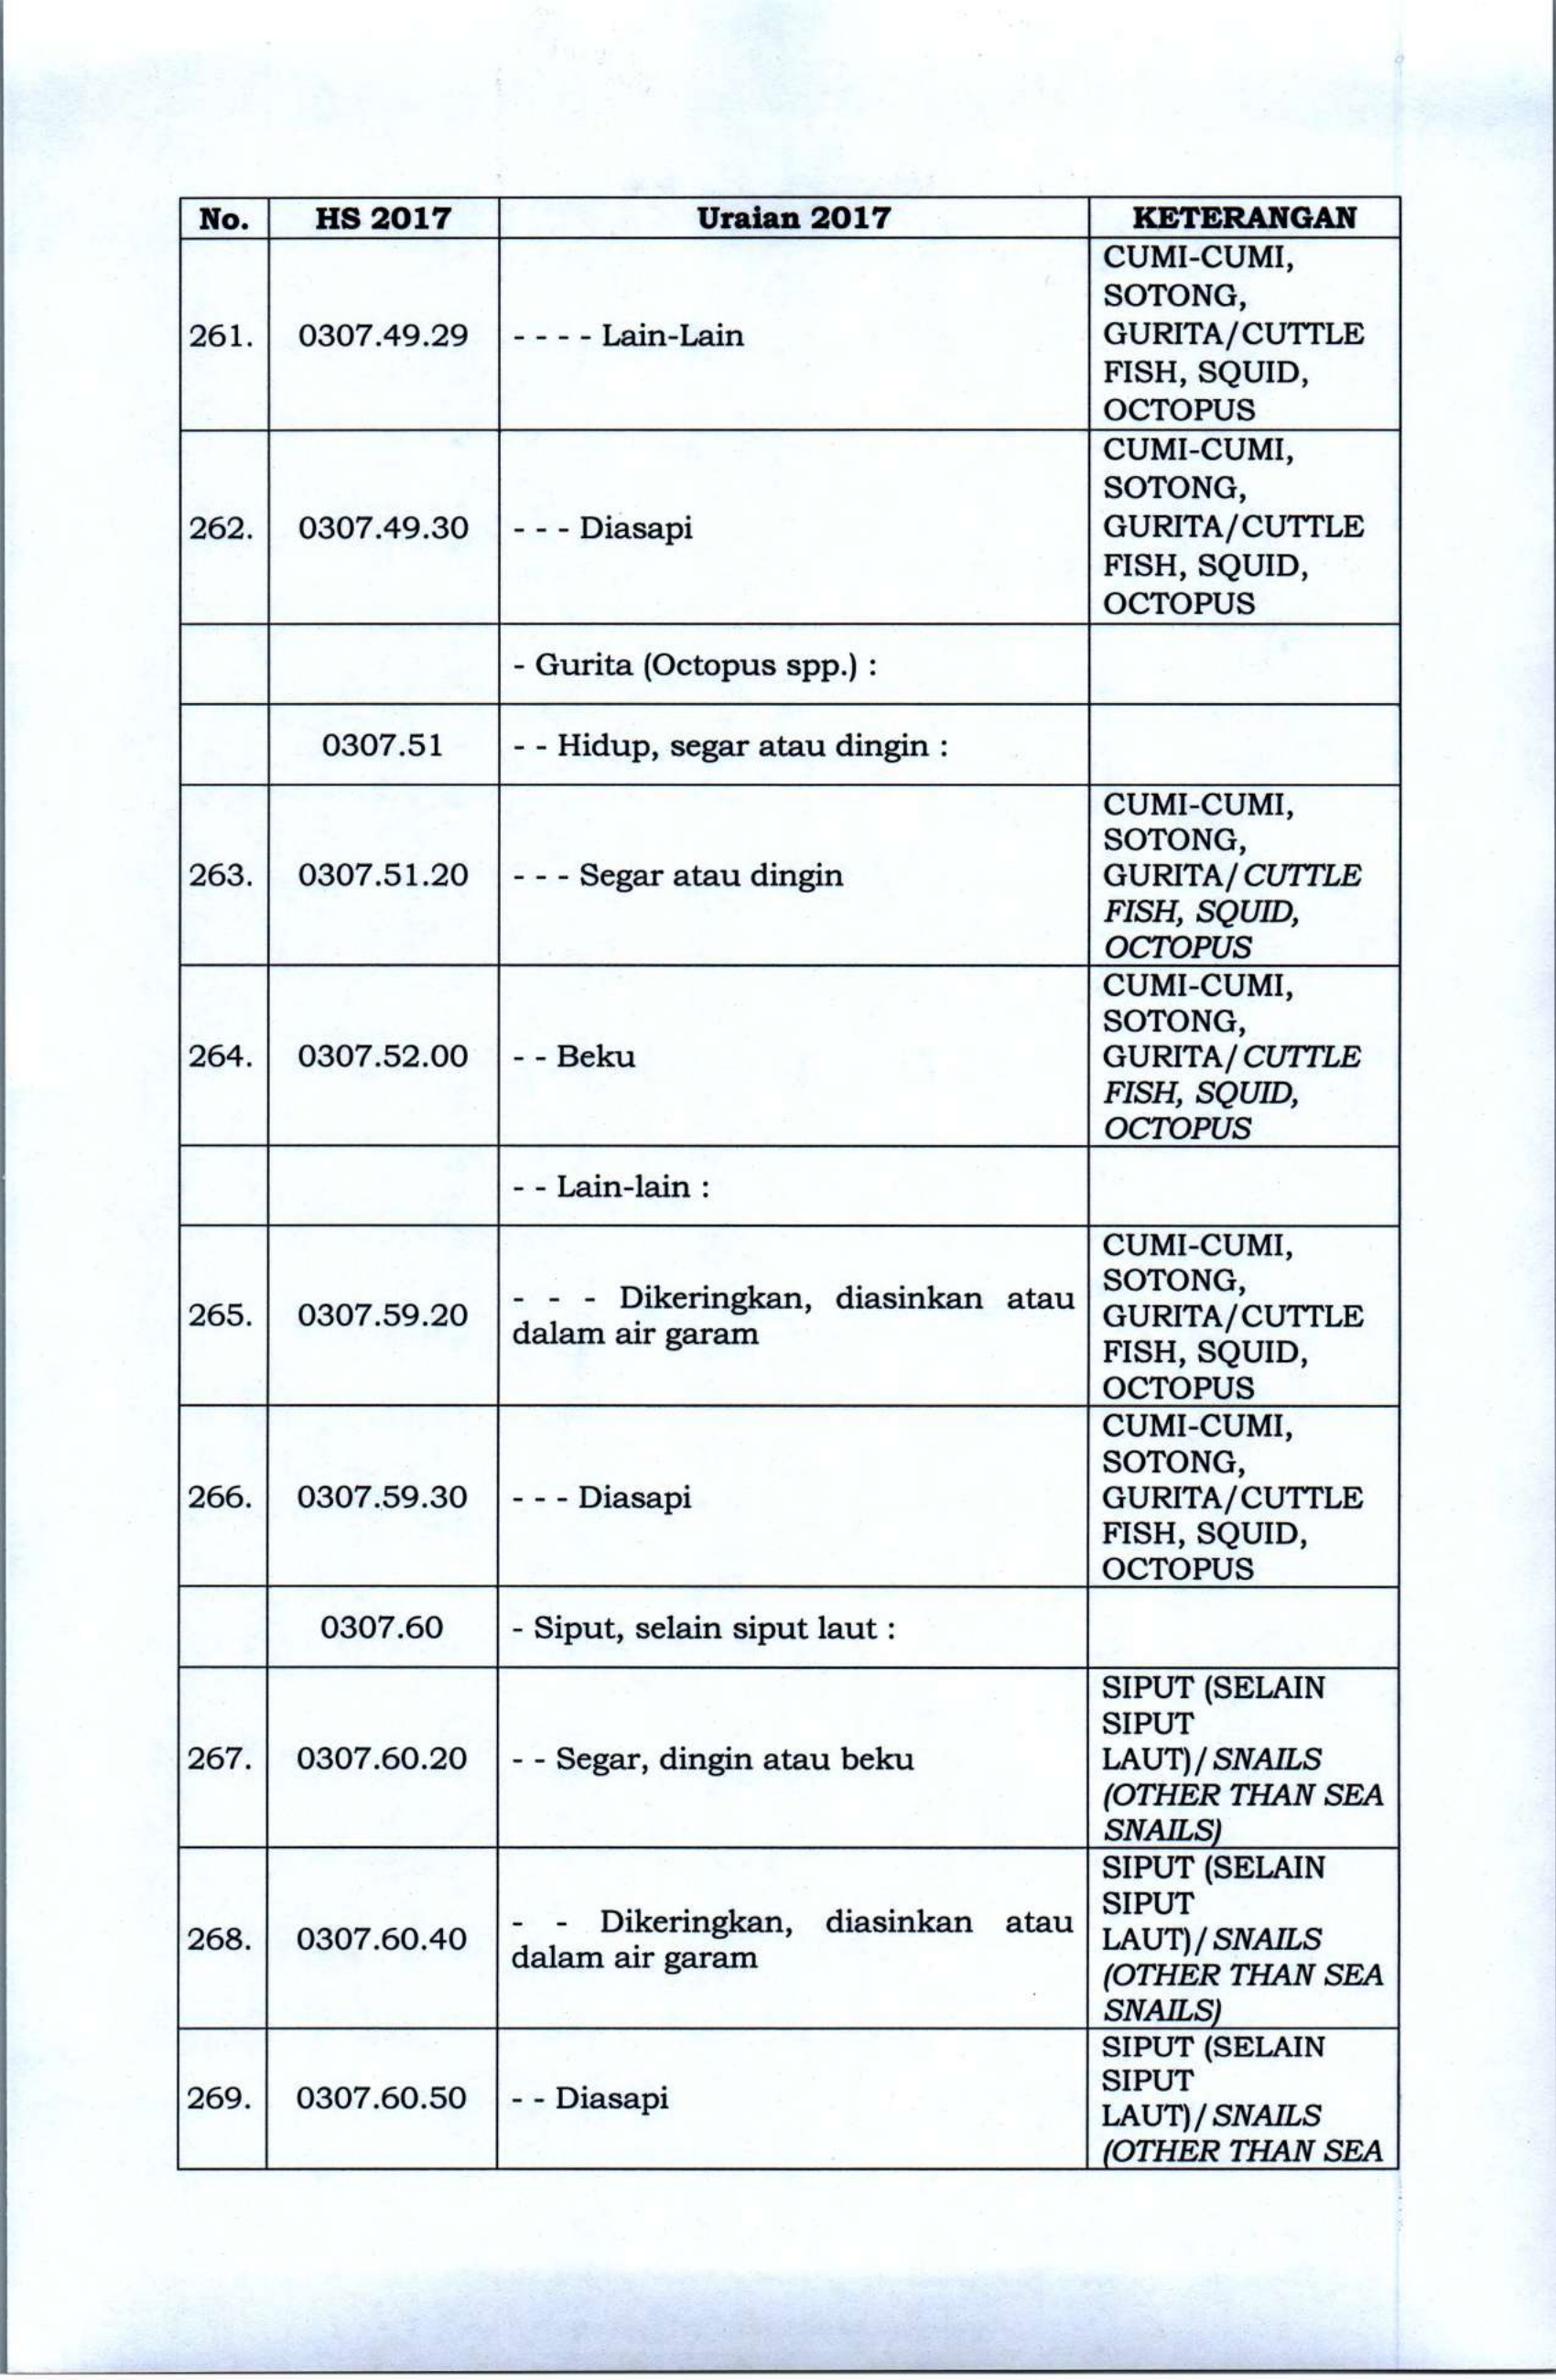 No. HS 2017 Uraian 2017 KETERANGAN
261. 0307.49.29 - - - - Lain-Lain CUMI-CUMI,
SOTONG,
GURITA/CUTTLE
FISH, SQUID,
OCTOPUS
262. 0307.49.30 - - - Diasapi CUMI-CUMI,
SOTONG,
GURITA/CUTTLE
FISH, SQUID,
OCTOPUS
- Gurita (Octopus spp.) :
0307.51 - - Hidup, segar atau dingin :
263. 0307.51.20 - - - Segar atau dingin CUMI-CUMI,
SOTONG,
GURITA/CUTTLE
FISH, SQUID,
OCTOPUS
264. 0307.52.00 - - Beku CUMI-CUMI,
SOTONG,
GURITA/CUTTLE
FISH, SQUID,
OCTOPUS
- - Lain-lain :
265. 0307.59.20 - - - Dikeringkan, diasinkan atau
dalam air garam
CUMI-CUMI,
SOTONG,
GURITA/CUTTLE
FISH, SQUID,
OCTOPUS
266. 0307.59.30 - - - Diasapi CUMI-CUMI,
SOTONG,
GURITA/CUTTLE
FISH, SQUID,
OCTOPUS
0307.60 - Siput, selain siput laut :
267. 0307.60.20 - - Segar, dingin atau beku SIPUT (SELAIN
SIPUT
LAUT)/SNAILS
(OTHER THAN SEA
SNAILS)
268. 0307.60.40 - - Dikeringkan, diasinkan atau
dalam air garam
SIPUT (SELAIN
SIPUT
LAUT)/SNAILS
(OTHER THAN SEA
SNAILS)
269. 0307.60.50 - - Diasapi SIPUT (SELAIN
SIPUT
LAUT)/SNAILS
(OTHER THAN SEA